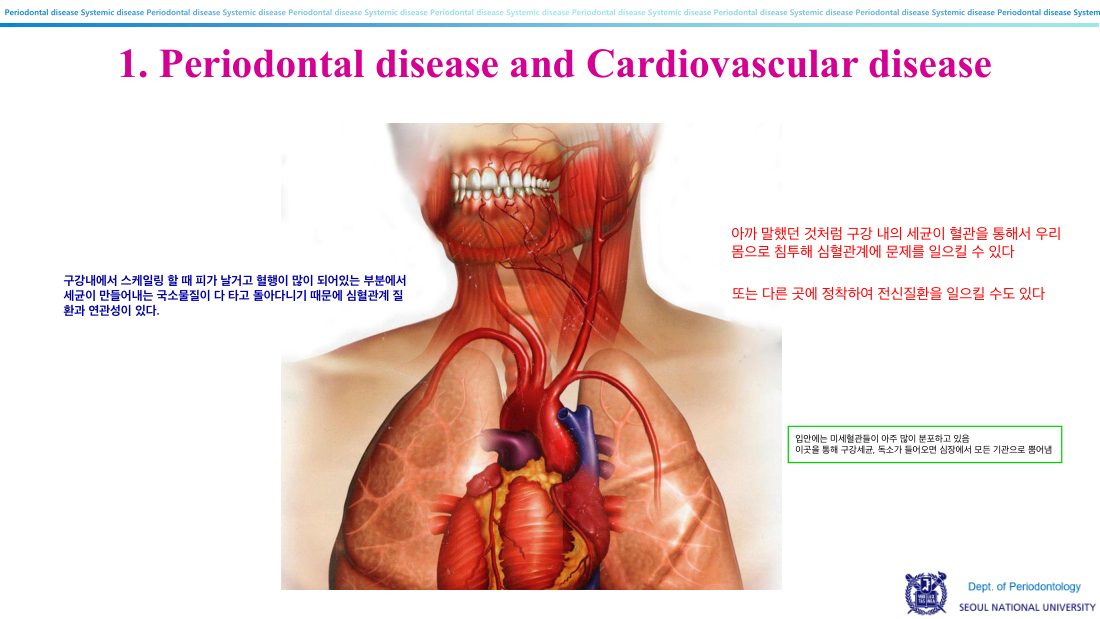 Periodontal disease Systemic disease Periodontal disease Systemic disease Periodontal disease Systemic disease Periodontal disease Systemic disease Periodontal disease Systemic disease Periodontal disease Systemic disease Periodontal disease Systemic disease Periodontal disease System
1. Periodontal disease and Cardiovascular disease
아까 말했던 것처럼 구강 내의 세균이 혈관을 통해서 우리
몸으로 침투해 심혈관계에 문제를 일으킬 수 있다
또는 다른 곳에 정착하여 전신질환을 일으킬 수도 있다
구강내에서 스케일링 할 때 피가 날거고 혈행이 많이 되어있는 부분에서
세균이 만들어내는 국소물질이 다 타고 돌아다니기 때문에 심혈관계 질
환과 연관성이 있다.
입안에는 미세혈관들이 아주 많이 분포하고 있음
이곳을 통해 구강세균, 독소가 들어오면 심장에서 모든 기관으로 뿜어냄
Dept. of Periodontology
SEOUL NATIONAL UNIVERSITY